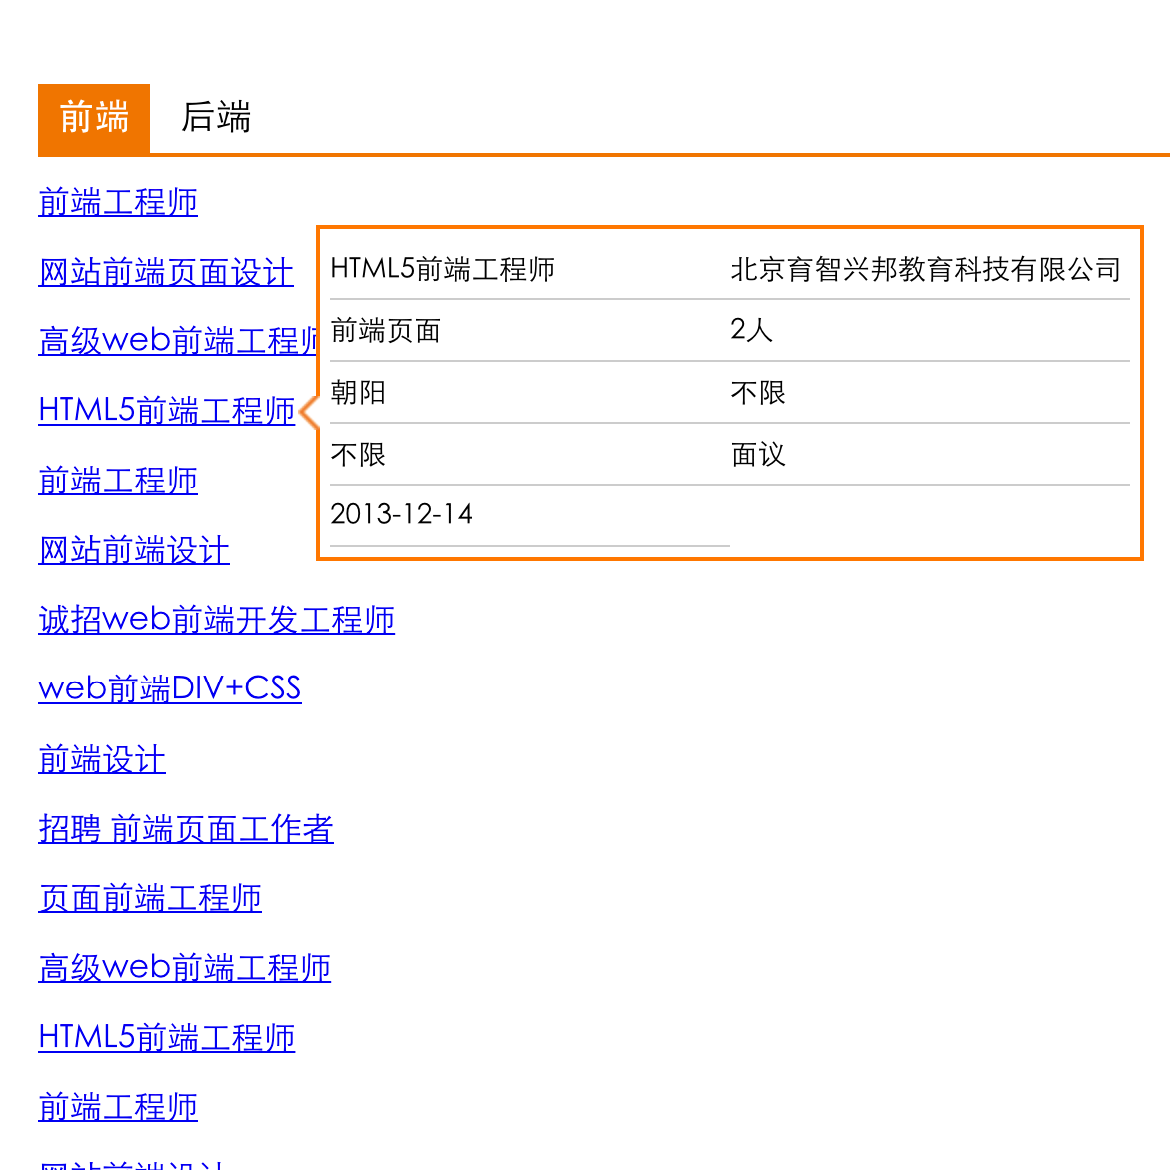 前端 后端
前端工程师
网站前端页面设计
高级web前端工程师
HTML5前端工程师
前端工程师
网站前端设计
诚招web前端开发工程师
web前端DIV+CSS
前端设计
招聘 前端页面工作者
页面前端工程师
高级web前端工程师
HTML5前端工程师
前端工程师
网站前端设计
HTML5前端工程师 北京育智兴邦教育科技有限公司
前端页面 2人
朝阳 不限
不限 面议
2013-12-14